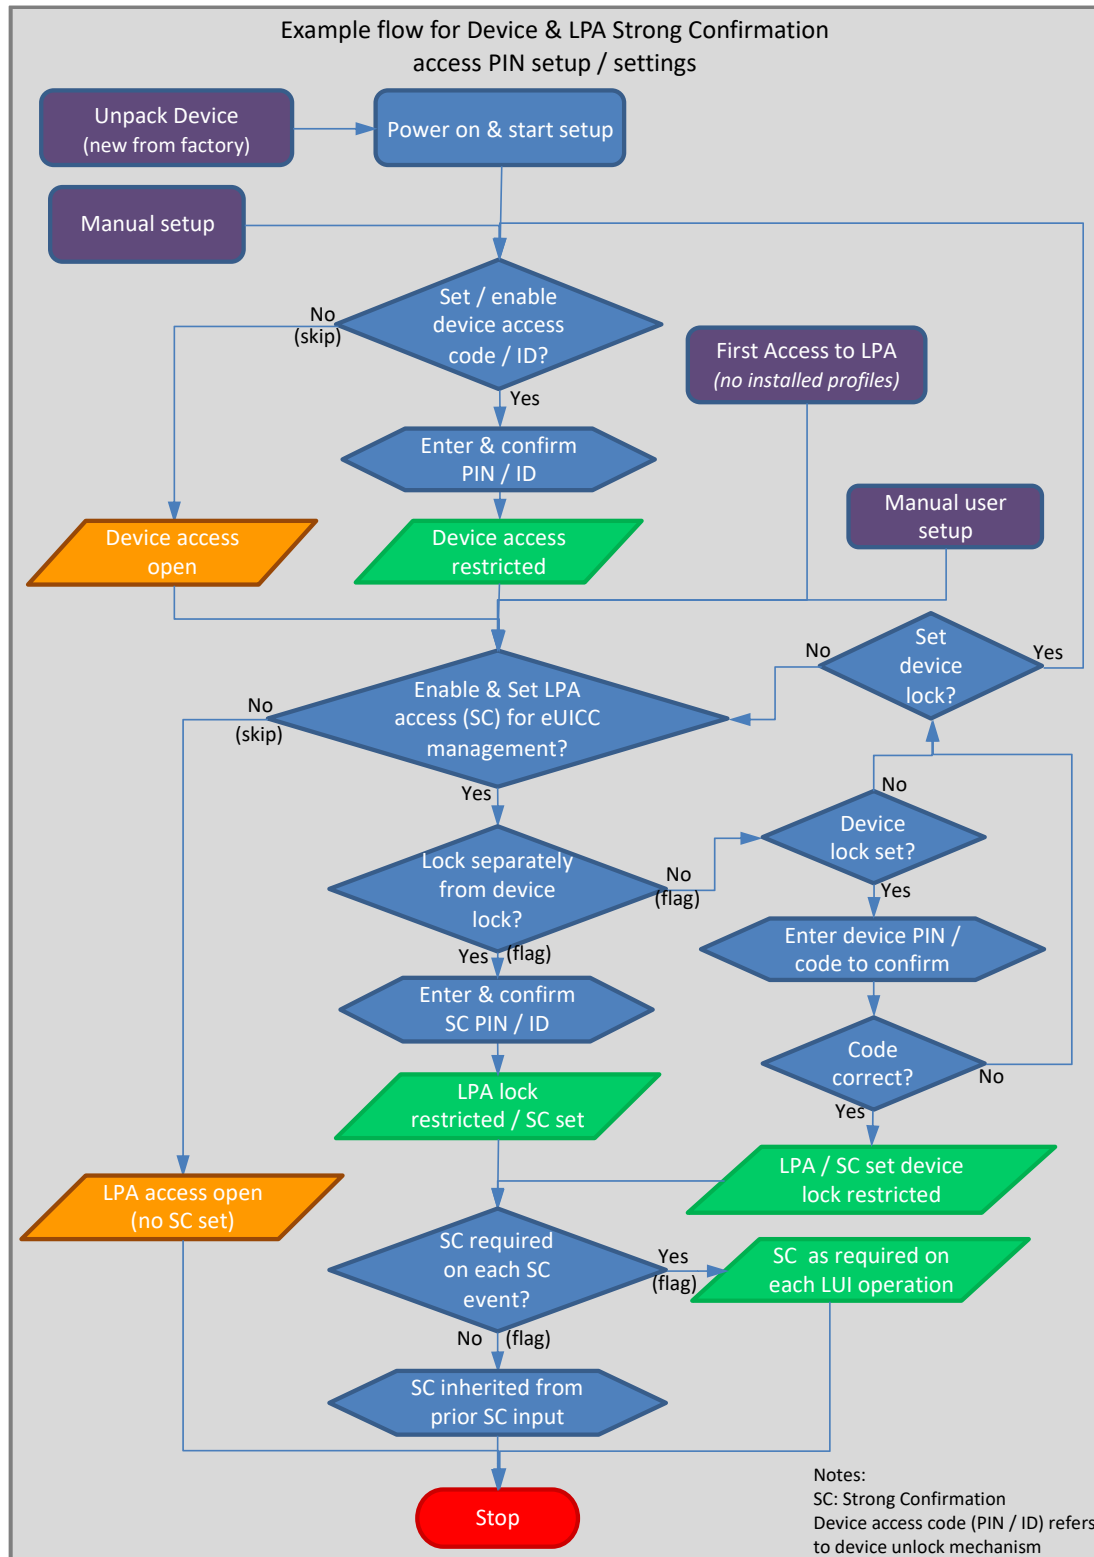 Example flow for Device & LPA Strong Confirmation
access PIN setup / settings
Unpack Device
(new from factory)
Power on & start setup
Manual setup
Set / enable
device access
code / ID?
No
(skip)
Yes
First Access to LPA
(no installed profiles)
Enter & confirm
PIN / ID
Manual user
setup
Device access
open
Device access
restricted
Set
device
lock?
No
Yes
Enable & Set LPA
access (SC) for eUICC
management?
No
(skip)
Yes
No
Device
lock set?
Lock separately
from device
lock?
No
(flag)
Yes
Yes (flag)
Enter device PIN /
code to confirm
Enter & confirm
SC PIN / ID
Code
correct?
No
Yes
LPA lock
restricted / SC set
LPA / SC set device
lock restricted
LPA access open
(no SC set)
SC required
on each SC
event?
Yes
(flag)
SC as required on
each LUI operation
No (flag)
SC inherited from
prior SC input
Stop
Notes:
SC: Strong Confirmation
Device access code (PIN / ID) refers
to device unlock mechanism